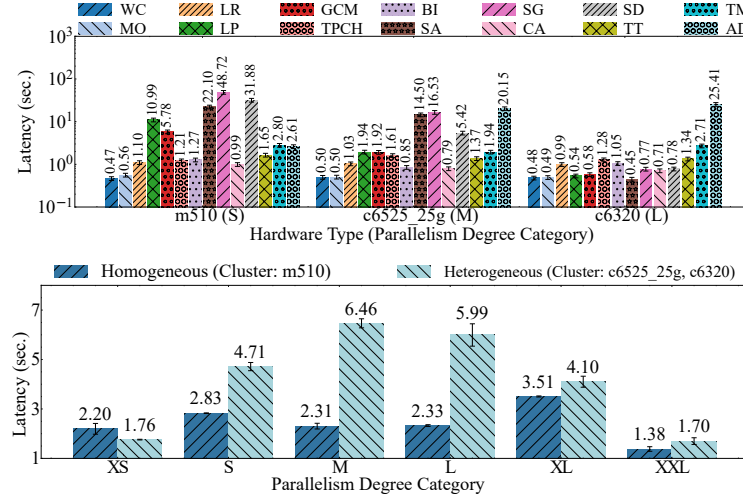 WC LR GCM BI SG SD TM
MO LP TPCH SA CA TT AD
Latency (sec.)
10³
10²
10¹
10⁰
10⁻¹
0.47 0.56 1.10 10.99 5.78 1.21 1.27 22.10 48.72 0.99 31.88 1.65 2.80 2.61
0.50 0.50 1.03 1.94 1.92 1.61 0.85 14.50 16.53 0.79 5.42 1.37 1.94 20.15
0.48 0.49 0.99 0.54 0.58 1.28 1.05 0.45 0.77 0.71 0.78 1.34 2.71 25.41
m510 (S) c6525_25g (M) c6320 (L)
Hardware Type (Parallelism Degree Category)
Homogeneous (Cluster: m510) Heterogeneous (Cluster: c6525_25g, c6320)
Latency (sec.)
7
5
3
1
2.20 1.76 2.83 4.71 2.31 6.46 2.33 5.99 3.51 4.10 1.38 1.70
XS S M L XL XXL
Parallelism Degree Category